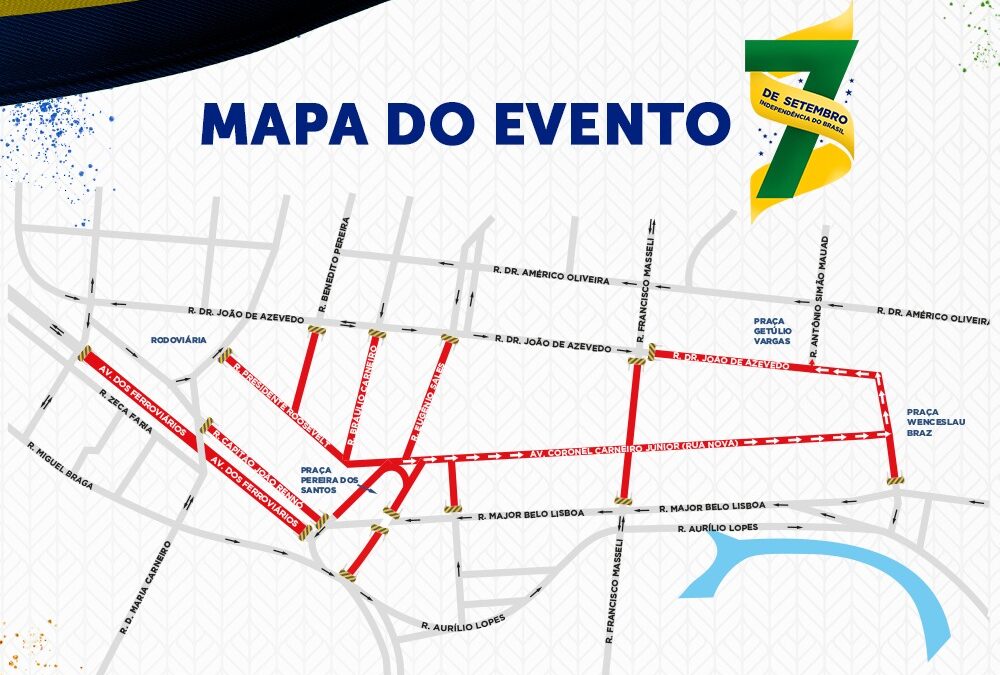 MAPA DO EVENTO
7
DE SETEMBRO
INDEPENDÊNCIA DO BRASIL
R. BENEDITO PEREIRA
R. FRANCISCO MASSELI
R. ANTÔNIO SIMÃO MAUAD
R. DR. AMÉRICO OLIVEIRA
R. DR. AMÉRICO OLIVEIRA
R. DR. JOÃO DE AZEVEDO
R. DR. JOÃO DE AZEVEDO
PRAÇA
GETÚLIO
VARGAS
RODOVIÁRIA
R. DR. JOÃO DE AZEVEDO
AV. DOS FERROVIÁRIOS
R. ZECA FARIA
R. PRESIDENTE ROOSEVELT
R. BRÁULIO CARNEIRO
R. EUGÊNIO SALES
PRAÇA
WENCESLAU
BRAZ
R. MIGUEL BRAGA
R. CAPITÃO JOÃO RENNÓ
AV. DOS FERROVIÁRIOS
AV. CORONEL CARNEIRO JÚNIOR (RUA NOVA)
PRAÇA
PEREIRA DOS
SANTOS
R. MAJOR BELO LISBOA
R. MAJOR BELO LISBOA
R. AURÍLIO LOPES
R. D. MARIA CARNEIRO
R. FRANCISCO MASSELI
R. AURÍLIO LOPES